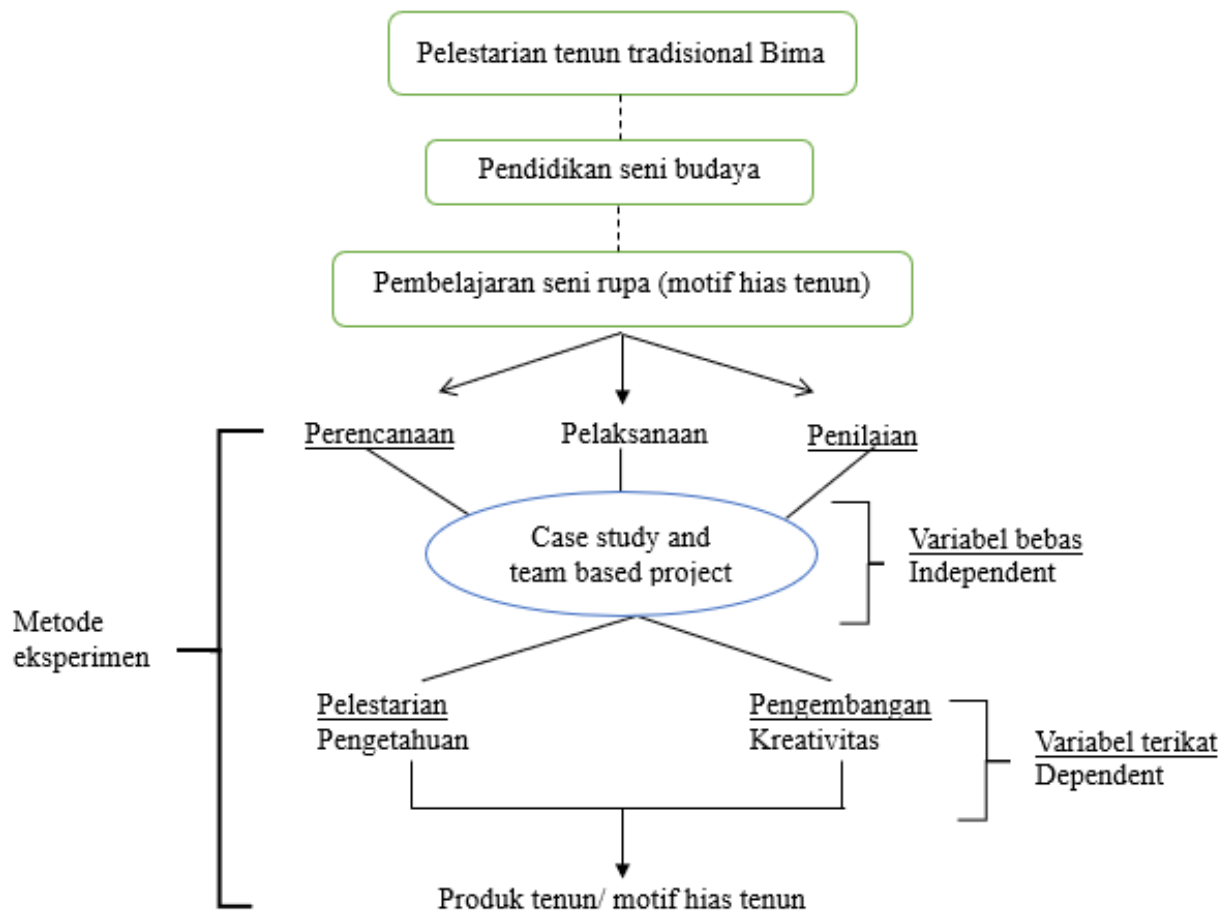 Pelestarian tenun tradisional Bima
Pendidikan seni budaya
Pembelajaran seni rupa (motif hias tenun)
Perencanaan
Pelaksanaan
Penilaian
Case study and
team based project
Variabel bebas
Independent
Metode
eksperimen
Pelestarian
Pengetahuan
Pengembangan
Kreativitas
Variabel terikat
Dependent
Produk tenun/ motif hias tenun